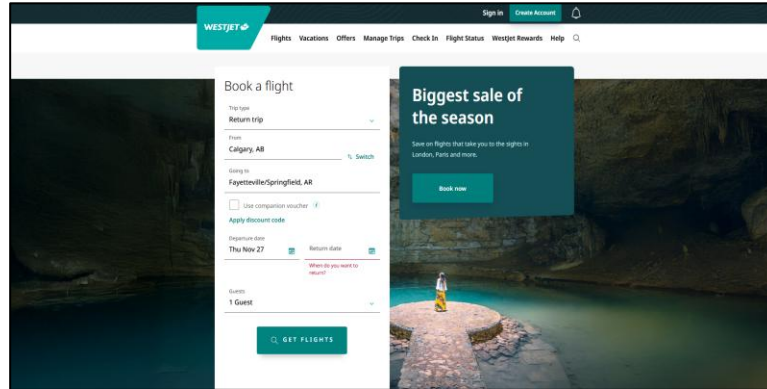 Sign in
Create Account
WESTJET
Flights Vacations Offers Manage Trips Check In Flight Status WestJet Rewards Help
Book a flight
Trip type
Return trip
From
Calgary, AB
Switch
Going to
Fayetteville/Springfield, AR
Use companion voucher
Apply discount code
Departure date
Thu Nov 27
Return date
When do you want to
return?
Guests
1 Guest
GET FLIGHTS
Biggest sale of
the season
Save on flights that take you to the sights in
London, Paris and more.
Book now